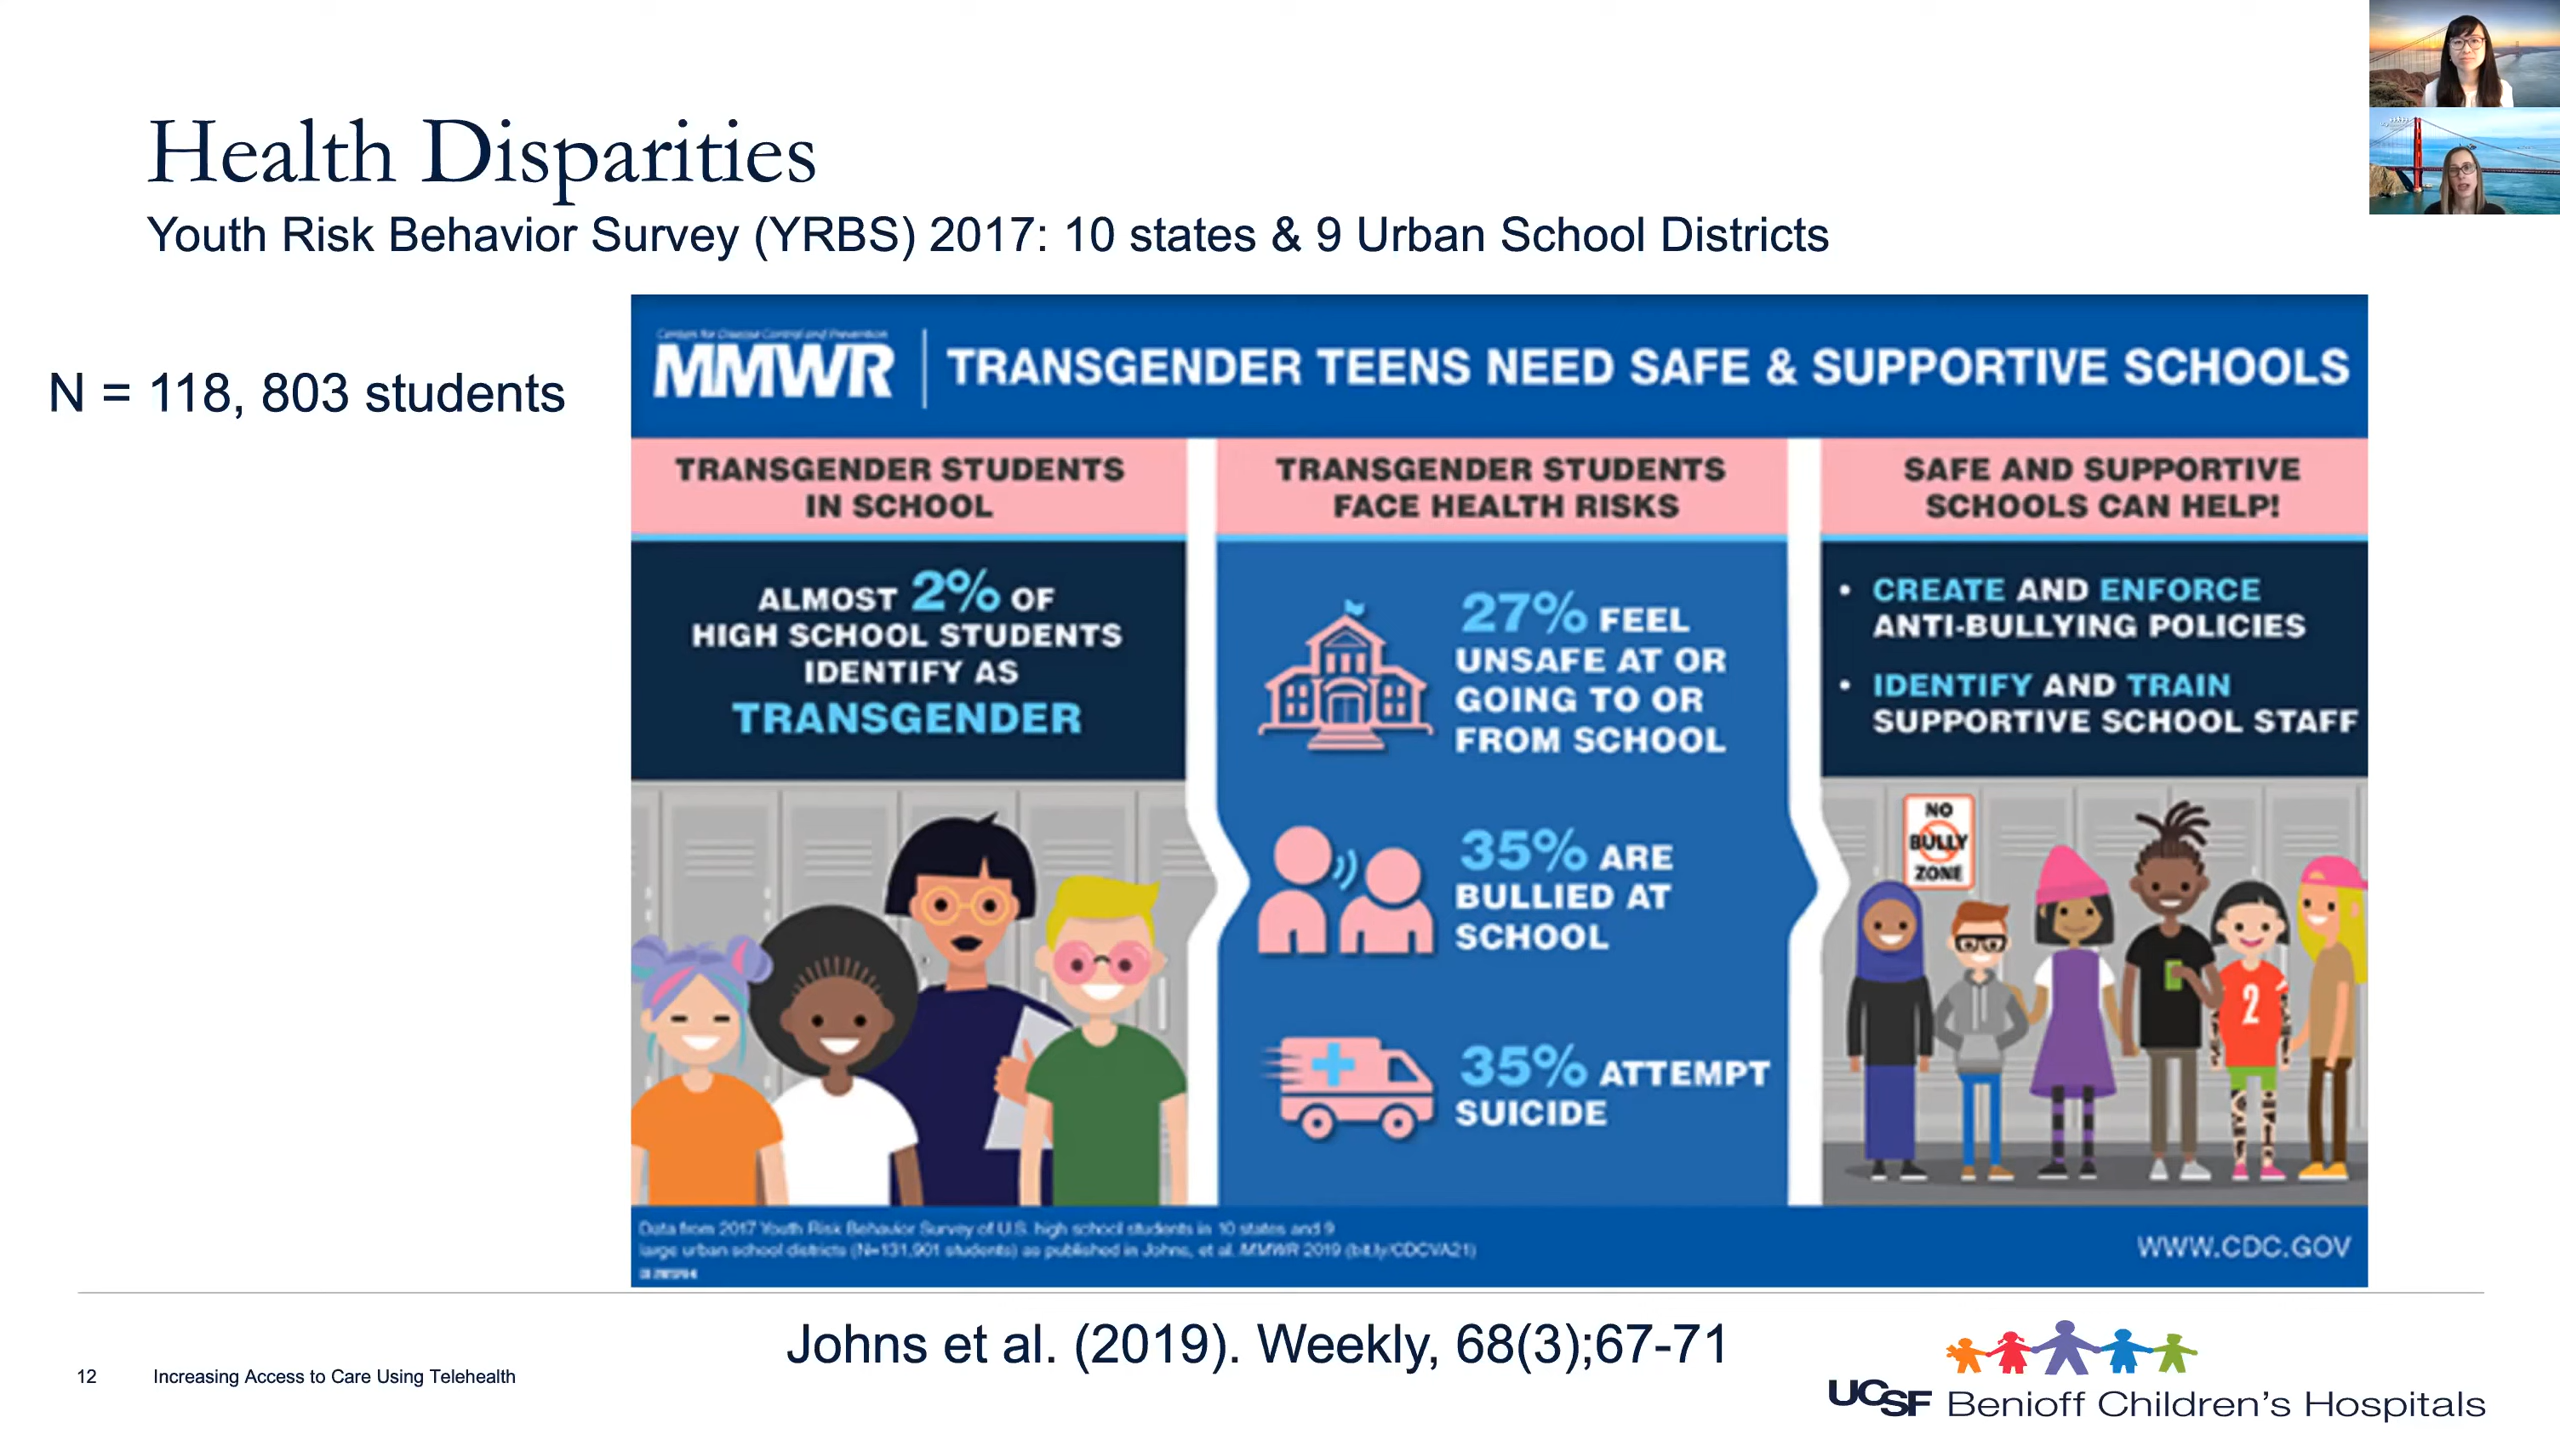 Health Disparities
Youth Risk Behavior Survey (YRBS) 2017: 10 states & 9 Urban School Districts
N = 118, 803 students
Centers for Disease Control and Prevention
MMWR
TRANSGENDER TEENS NEED SAFE & SUPPORTIVE SCHOOLS
TRANSGENDER STUDENTS
IN SCHOOL
ALMOST 2% OF
HIGH SCHOOL STUDENTS
IDENTIFY AS
TRANSGENDER
TRANSGENDER STUDENTS
FACE HEALTH RISKS
27% FEEL
UNSAFE AT OR
GOING TO OR
FROM SCHOOL
35% ARE
BULLIED AT
SCHOOL
35% ATTEMPT
SUICIDE
SAFE AND SUPPORTIVE
SCHOOLS CAN HELP!
• CREATE AND ENFORCE
ANTI-BULLYING POLICIES
• IDENTIFY AND TRAIN
SUPPORTIVE SCHOOL STAFF
NO
BULLY
ZONE
2
Data from 2017 Youth Risk Behavior Survey of U.S. high school students in 10 states and 9
large urban school districts (N=131,901 students) as published in Johns, et al. MMWR 2019 (bit.ly/CDCVA21)
WWW.CDC.GOV
Johns et al. (2019). Weekly, 68(3);67-71
12
Increasing Access to Care Using Telehealth
UCSF Benioff Children's Hospitals